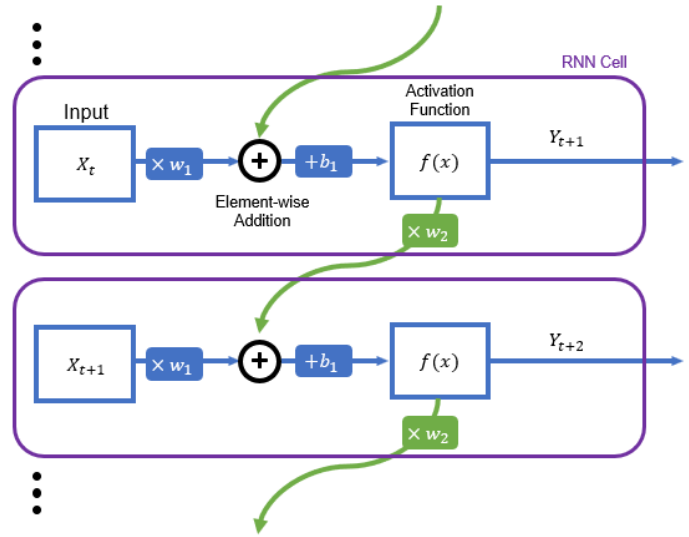 RNN Cell
Input
Activation
Function
X_t
× w_1
+
+b_1
f(x)
Y_{t+1}
Element-wise
Addition
× w_2
X_{t+1}
× w_1
+
+b_1
f(x)
Y_{t+2}
× w_2